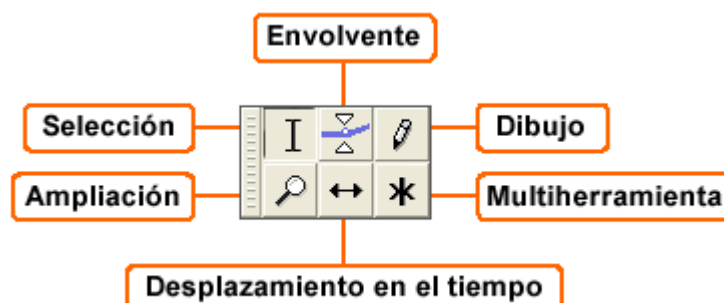 Envolvente
Selección
Dibujo
Ampliación
Multiherramienta
Desplazamiento en el tiempo